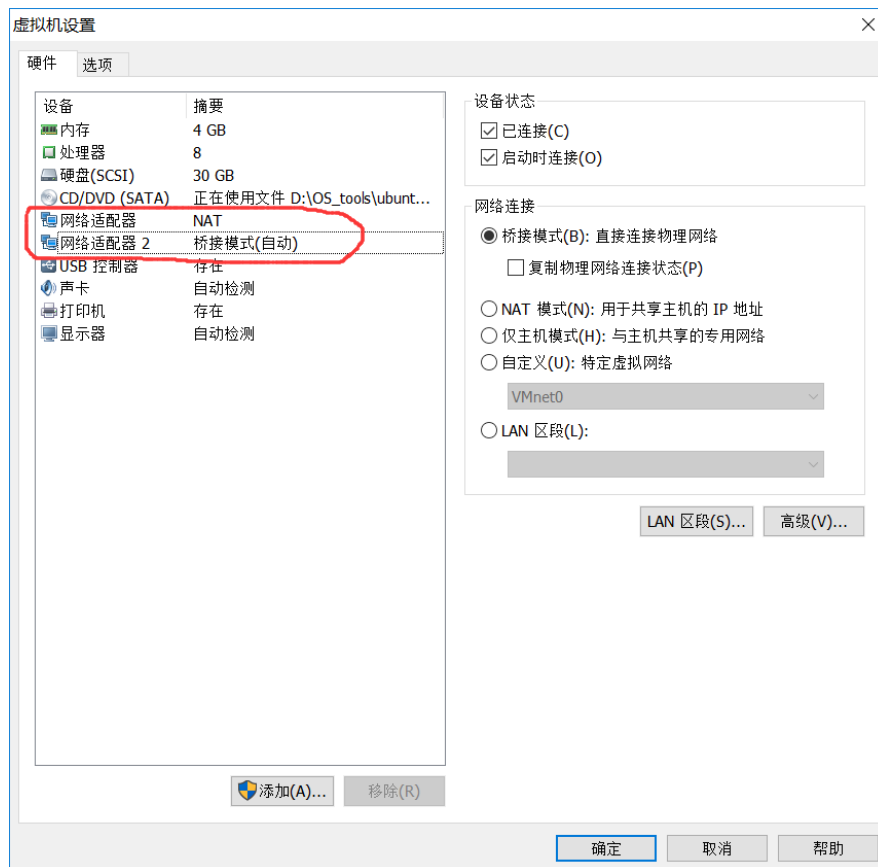 虚拟机设置
硬件 选项
设备 摘要
内存 4 GB
处理器 8
硬盘(SCSI) 30 GB
CD/DVD (SATA) 正在使用文件 D:\OS_tools\ubunt...
网络适配器 NAT
网络适配器 2 桥接模式(自动)
USB 控制器 存在
声卡 自动检测
打印机 存在
显示器 自动检测
添加(A)... 移除(R)
设备状态
已连接(C)
启动时连接(O)
网络连接
桥接模式(B): 直接连接物理网络
复制物理网络连接状态(P)
NAT 模式(N): 用于共享主机的 IP 地址
仅主机模式(H): 与主机共享的专用网络
自定义(U): 特定虚拟网络
VMnet0
LAN 区段(L):
LAN 区段(S)... 高级(V)...
确定 取消 帮助